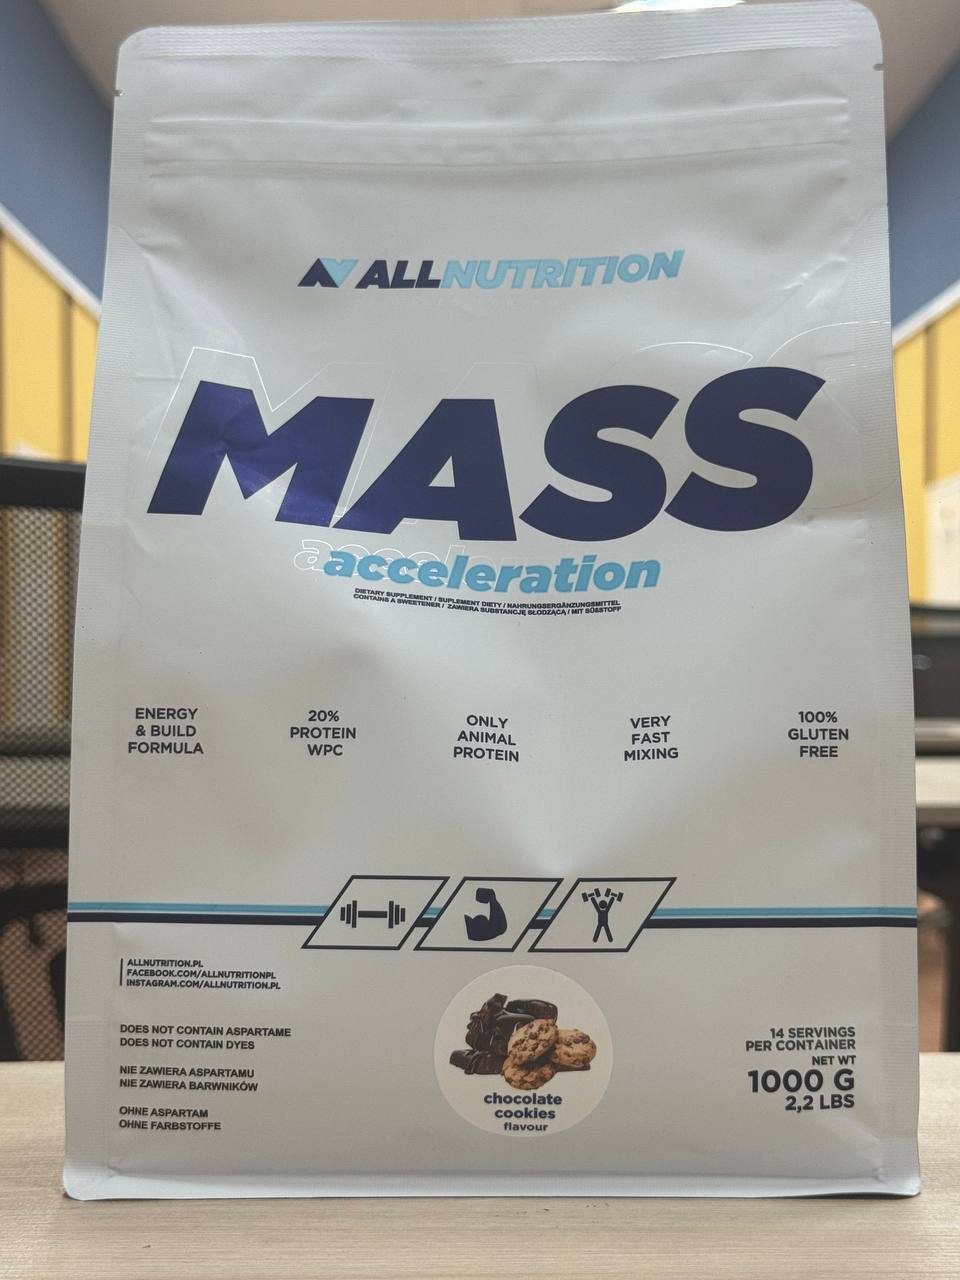 ALLNUTRITION
MASS
acceleration
DIETARY SUPPLEMENT / SUPLEMENT DIETY / NAHRUNGSERGÄNZUNGSMITTEL
CONTAINS A SWEETENER / ZAWIERA SUBSTANCJĘ SŁODZĄCĄ / MIT SÜßSTOFF
ENERGY
& BUILD
FORMULA
20%
PROTEIN
WPC
ONLY
ANIMAL
PROTEIN
VERY
FAST
MIXING
100%
GLUTEN
FREE
ALLNUTRITION.PL
FACEBOOK.COM/ALLNUTRITIONPL
INSTAGRAM.COM/ALLNUTRITION.PL
DOES NOT CONTAIN ASPARTAME
DOES NOT CONTAIN DYES
NIE ZAWIERA ASPARTAMU
NIE ZAWIERA BARWNIKÓW
OHNE ASPARTAM
OHNE FARBSTOFFE
chocolate
cookies
flavour
14 SERVINGS
PER CONTAINER
NET WT
1000 G
2,2 LBS